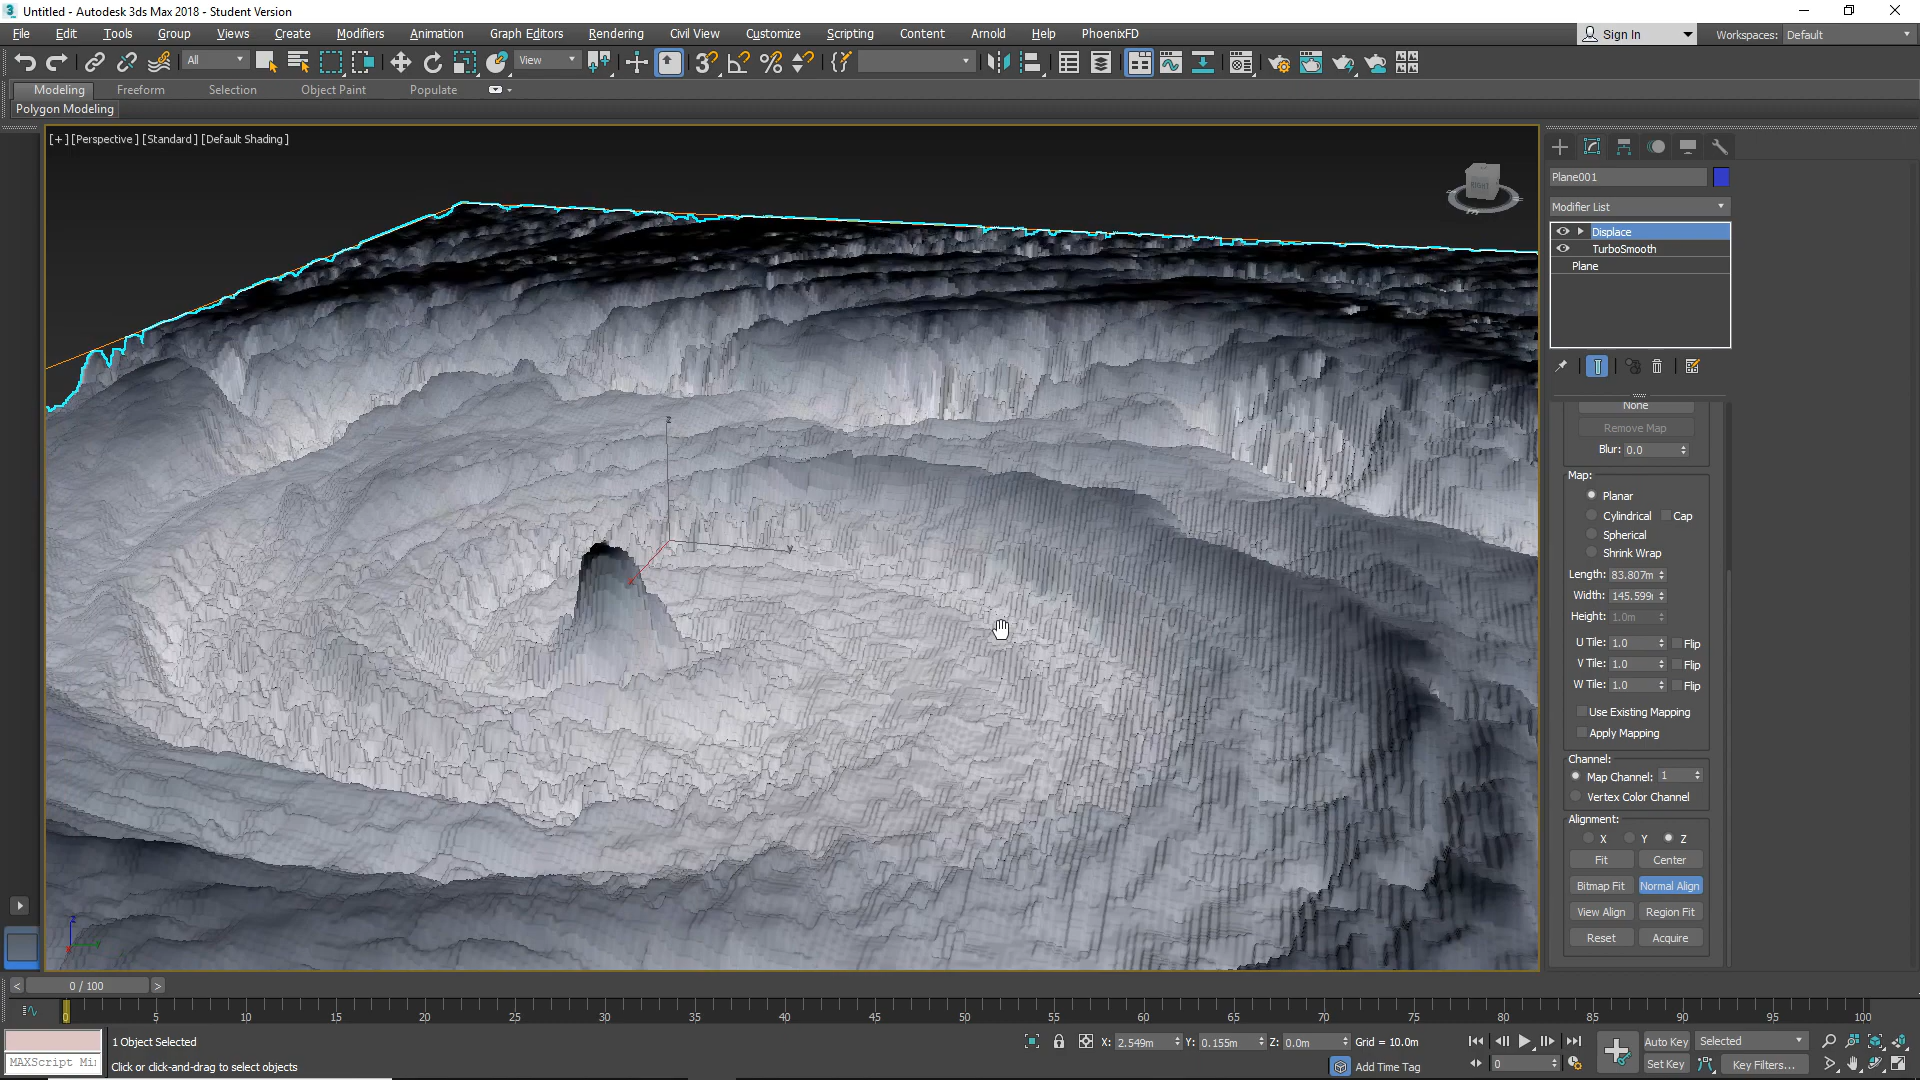 Untitled - Autodesk 3ds Max 2018 - Student Version
File Edit Tools Group Views Create Modifiers Animation Graph Editors Rendering Civil View Customize Scripting Content Arnold Help PhoenixFD
Sign In Workspaces: Default
All View
Modeling Freeform Selection Object Paint Populate
Polygon Modeling
[+] [Perspective] [Standard] [Default Shading]
RIGHT
Plane001
Modifier List
Displace
TurboSmooth
Plane
None
Remove Map
Blur: 0.0
Map:
Planar
Cylindrical Cap
Spherical
Shrink Wrap
Length: 83.807m
Width: 145.599
Height: 1.0m
U Tile: 1.0 Flip
V Tile: 1.0 Flip
W Tile: 1.0 Flip
Use Existing Mapping
Apply Mapping
Channel:
Map Channel: 1
Vertex Color Channel
Alignment:
X Y Z
Fit Center
Bitmap Fit Normal Align
View Align Region Fit
Reset Acquire
z
y
x
z
y
x
< 0 / 100 >
0 5 10 15 20 25 30 35 40 45 50 55 60 65 70 75 80 85 90 95 100
1 Object Selected
X: 2.549m Y: 0.155m Z: 0.0m Grid = 10.0m
Auto Key Selected
MAXScript Mi
Click or click-and-drag to select objects
Add Time Tag
0
Set Key Key Filters...